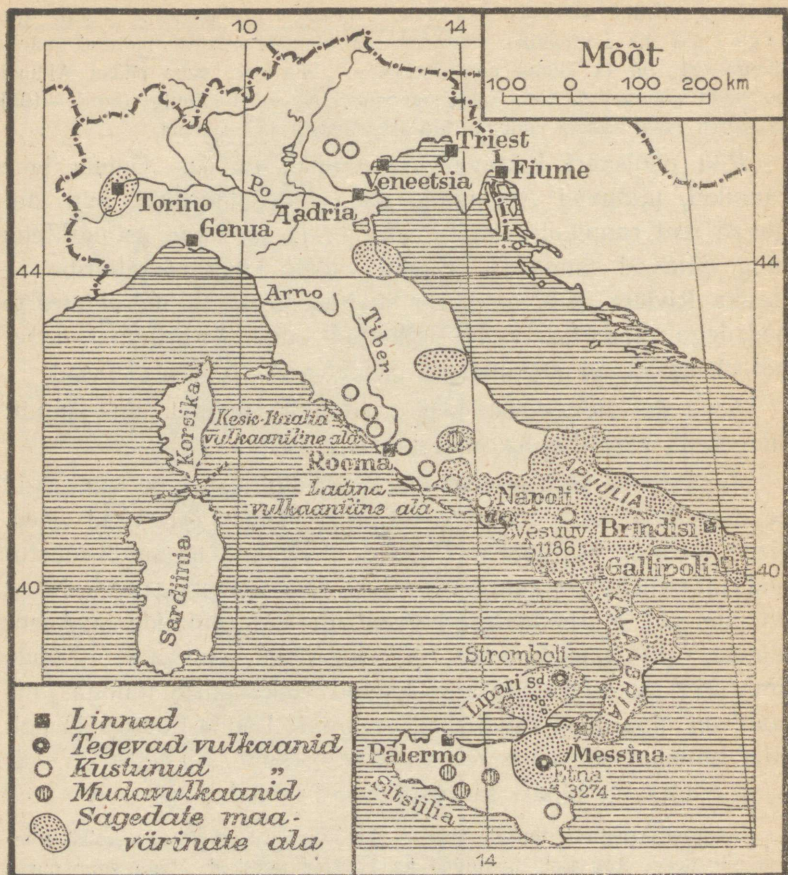 10
14
Mõõt
100 0 100 200 km
Triest
Fiume
Veneetsia
Po
Aadria
Torino
Genua
44
44
Arno
Tiber
Korsika
Kesk-Itaalia
vulkaaniline ala
Rooma
Ladina
vulkaaniline ala
APUULIA
Napoli
Vesuuv
1186
Brindisi
Gallipoli
40
40
Sardiinia
KALAABRIA
Stromboli
Lipari sd
Palermo
Messina
Etna
3274
Sitsiilia
14
Linnad
Tegevad vulkaanid
Kustunud „
Mudavulkaanid
Sagedate maa-
värinate ala